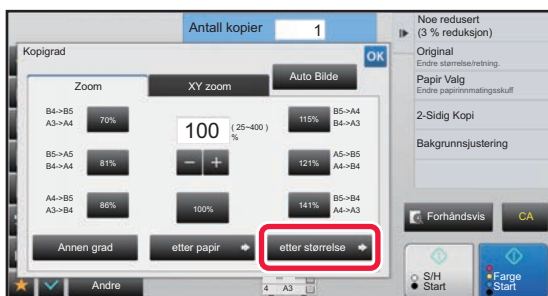 Antall kopier 1
Kopigrad
OK
Zoom
XY zoom
Auto Bilde
B4->B5
A3->A4
70%
B5->A5
B4->A4
81%
A4->B5
A3->B4
86%
100 (25~400)
%
100%
115%
B5->A4
B4->A3
121%
A5->B5
A4->B4
141%
B5->B4
A4->A3
Annen grad
etter papir
etter størrelse
Andre
4 A3
Noe redusert
(3 % reduksjon)
Original
Endre størrelse/retning.
Papir Valg
Endre papirinnmatingsskuff
2-Sidig Kopi
Bakgrunnsjustering
Forhåndsvis
CA
S/H
Start
Farge
Start